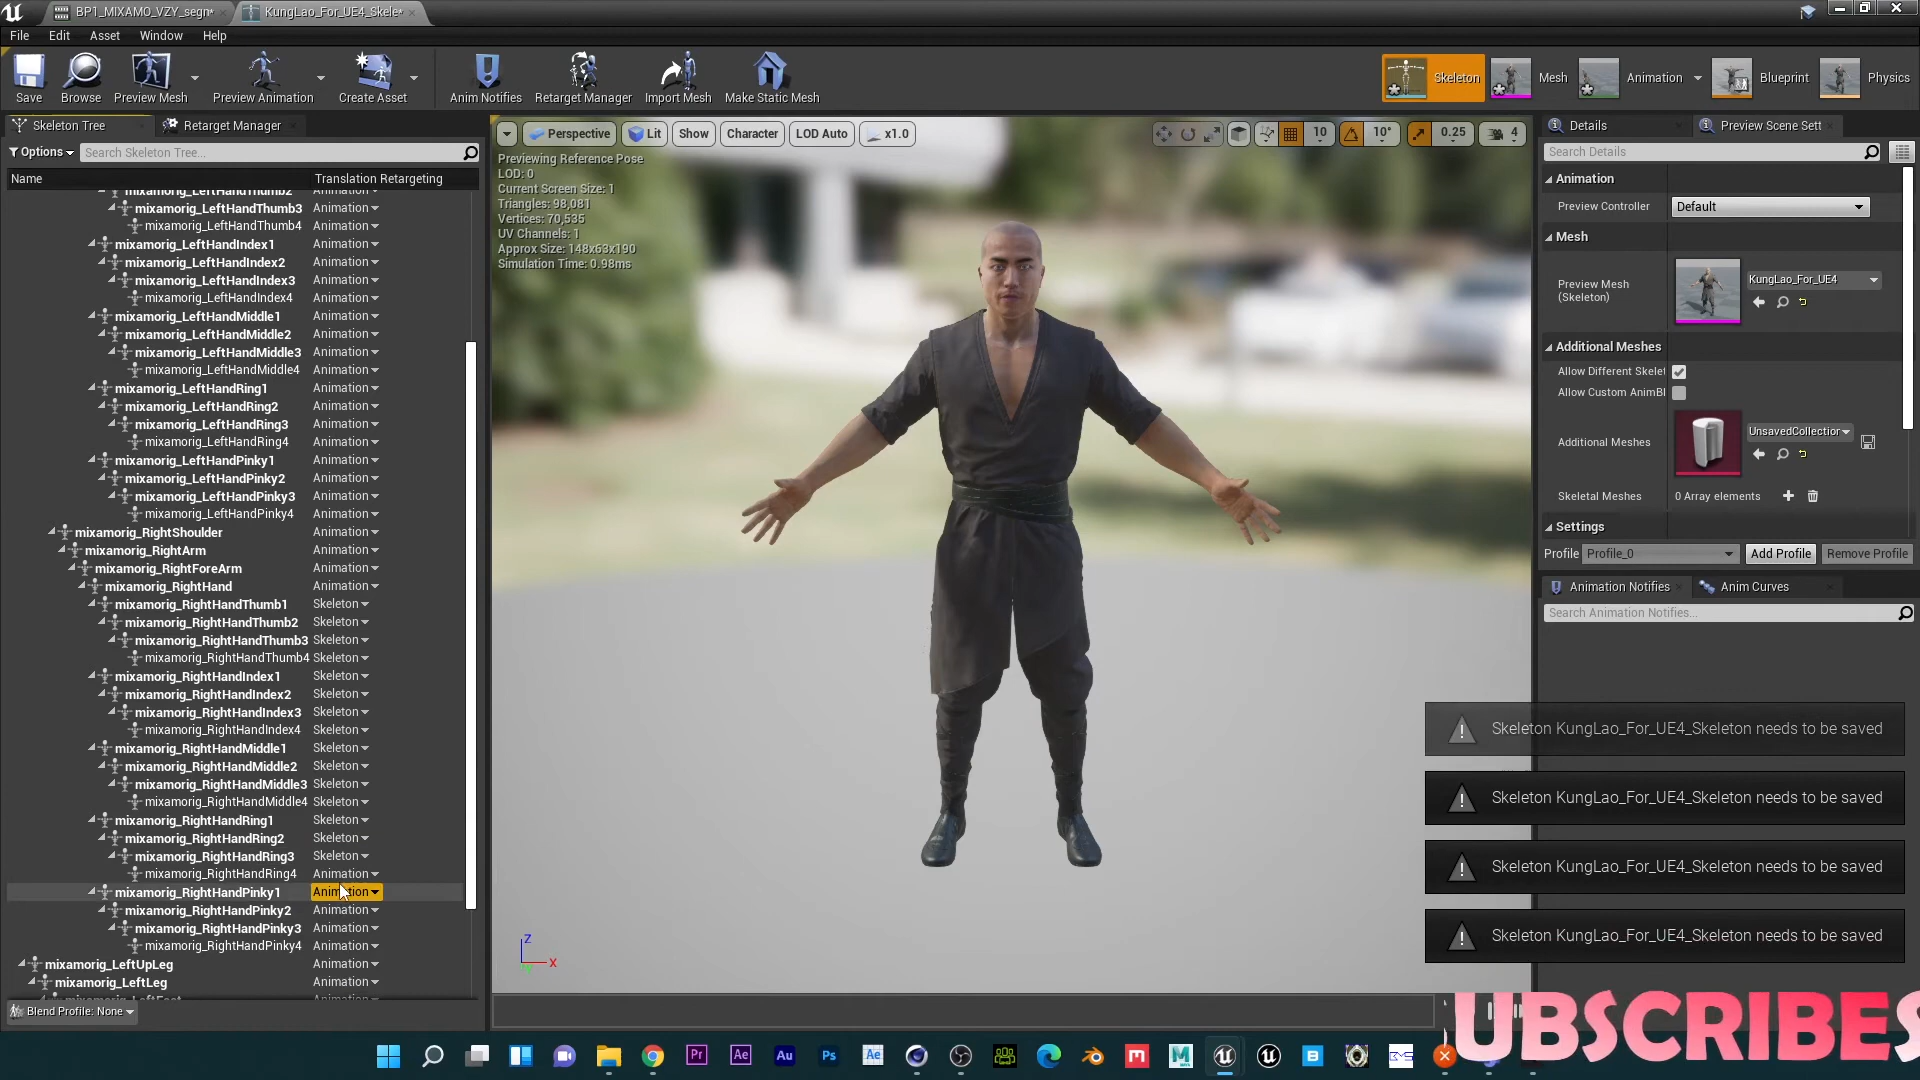 BP1_MIXAMO_VZY_segn*
KungLao_For_UE4_Skele*
File Edit Asset Window Help
Save Browse Preview Mesh Preview Animation Create Asset Anim Notifies Retarget Manager Import Mesh Make Static Mesh
Skeleton Mesh Animation Blueprint Physics
Skeleton Tree Retarget Manager
Options Search Skeleton Tree...
Name Translation Retargeting
mixamorig_LeftHandThumb2 Animation
mixamorig_LeftHandThumb3 Animation
mixamorig_LeftHandThumb4 Animation
mixamorig_LeftHandIndex1 Animation
mixamorig_LeftHandIndex2 Animation
mixamorig_LeftHandIndex3 Animation
mixamorig_LeftHandIndex4 Animation
mixamorig_LeftHandMiddle1 Animation
mixamorig_LeftHandMiddle2 Animation
mixamorig_LeftHandMiddle3 Animation
mixamorig_LeftHandMiddle4 Animation
mixamorig_LeftHandRing1 Animation
mixamorig_LeftHandRing2 Animation
mixamorig_LeftHandRing3 Animation
mixamorig_LeftHandRing4 Animation
mixamorig_LeftHandPinky1 Animation
mixamorig_LeftHandPinky2 Animation
mixamorig_LeftHandPinky3 Animation
mixamorig_LeftHandPinky4 Animation
mixamorig_RightShoulder Animation
mixamorig_RightArm Animation
mixamorig_RightForeArm Animation
mixamorig_RightHand Animation
mixamorig_RightHandThumb1 Skeleton
mixamorig_RightHandThumb2 Skeleton
mixamorig_RightHandThumb3 Skeleton
mixamorig_RightHandThumb4 Skeleton
mixamorig_RightHandIndex1 Skeleton
mixamorig_RightHandIndex2 Skeleton
mixamorig_RightHandIndex3 Skeleton
mixamorig_RightHandIndex4 Skeleton
mixamorig_RightHandMiddle1 Skeleton
mixamorig_RightHandMiddle2 Skeleton
mixamorig_RightHandMiddle3 Skeleton
mixamorig_RightHandMiddle4 Skeleton
mixamorig_RightHandRing1 Skeleton
mixamorig_RightHandRing2 Skeleton
mixamorig_RightHandRing3 Skeleton
mixamorig_RightHandRing4 Animation
mixamorig_RightHandPinky1 Animation
mixamorig_RightHandPinky2 Animation
mixamorig_RightHandPinky3 Animation
mixamorig_RightHandPinky4 Animation
mixamorig_LeftUpLeg Animation
mixamorig_LeftLeg Animation
Blend Profile: None
Perspective Lit Show Character LOD Auto x1.0 10 10° 0.25 4
Previewing Reference Pose
LOD: 0
Current Screen Size: 1
Triangles: 98,081
Vertices: 70,535
UV Channels: 1
Approx Size: 148x63x190
Simulation Time: 0.98ms
Z
X
Details Preview Scene Sett
Search Details
Animation
Preview Controller Default
Mesh
Preview Mesh (Skeleton) KungLao_For_UE4
Additional Meshes
Allow Different Skelet
Allow Custom AnimBl
Additional Meshes UnsavedCollection
Skeletal Meshes 0 Array elements
Settings
Profile Profile_0 Add Profile Remove Profile
Animation Notifies Anim Curves
Search Animation Notifies...
Skeleton KungLao_For_UE4_Skeleton needs to be saved
Skeleton KungLao_For_UE4_Skeleton needs to be saved
Skeleton KungLao_For_UE4_Skeleton needs to be saved
Skeleton KungLao_For_UE4_Skeleton needs to be saved
UBSCRIBES
Pr Ae Au Ps Ae